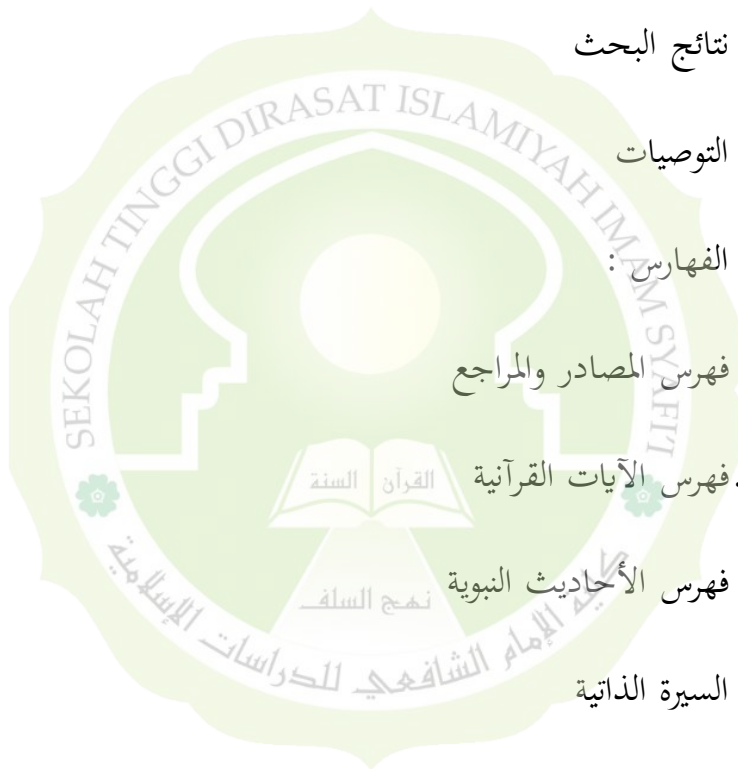 نتائج البحث
SEKOLAH TINGGI DIRASAT ISLAMIYAH IMAM SYAFI'I
التوصيات
الفهارس :
فهرس المصادر والمراجع
.فهرس الآيات القرآنية
القرآن السنة
فهرس الأحاديث النبوية
نهج السلف
كلية الإمام الشافعي للدراسات الإسلامية
السيرة الذاتية